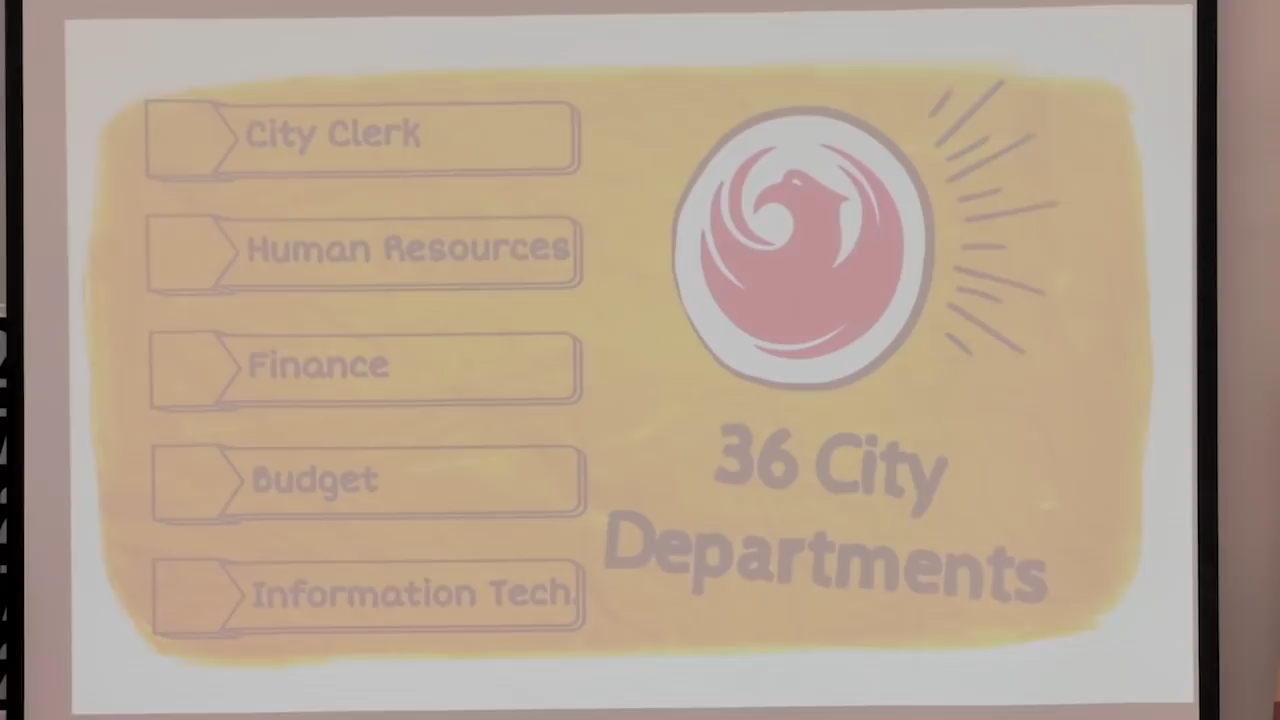 City Clerk
Human Resources
Finance
Budget
Information Tech.
36 City
Departments